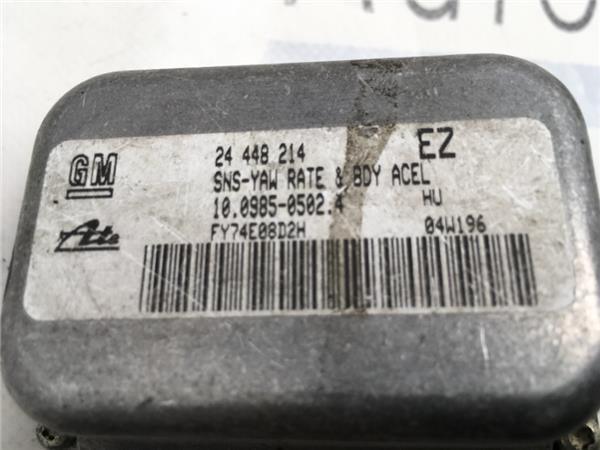 GM
24 448 214 EZ
SNS-YAW RATE & BDY ACEL
10.0985-0502.4 HU
Ate
FY74E08D2H 04W196